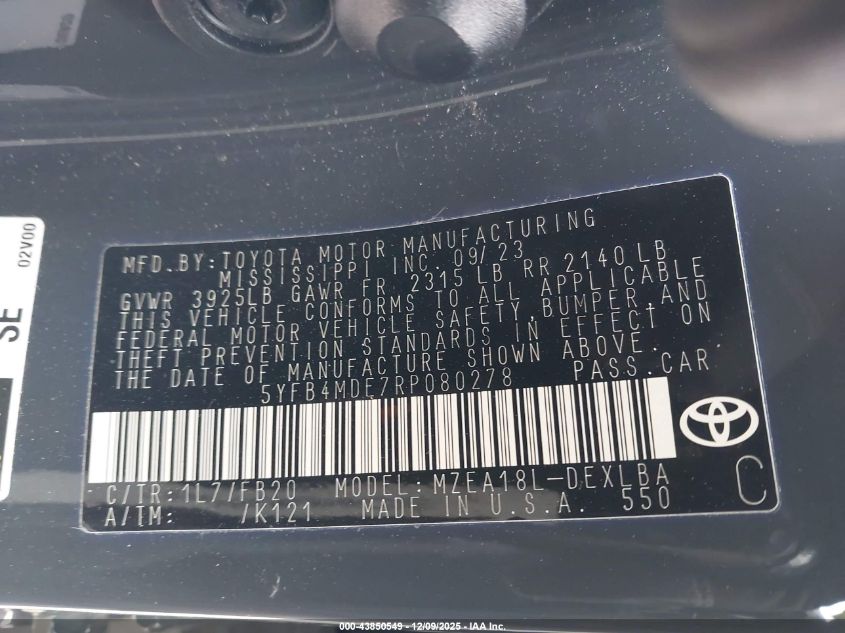 02V00
SE
MFD.BY:TOYOTA MOTOR MANUFACTURING
MISSISSIPPI INC. 09/23
GVWR 3925LB GAWR FR 2315 LB RR 2140 LB
THIS VEHICLE CONFORMS TO ALL APPLICABLE
FEDERAL MOTOR VEHICLE SAFETY,BUMPER,AND
THEFT PREVENTION STANDARDS IN EFFECT ON
THE DATE OF MANUFACTURE SHOWN ABOVE.
5YFB4MDE7RP080278 PASS.CAR
C/TR:1L7/FB20 MODEL:MZEA18L-DEXLBA
A/TM: /K121 MADE IN U.S.A. 550
C
000-43850549 - 12/09/2025 - IAA Inc.